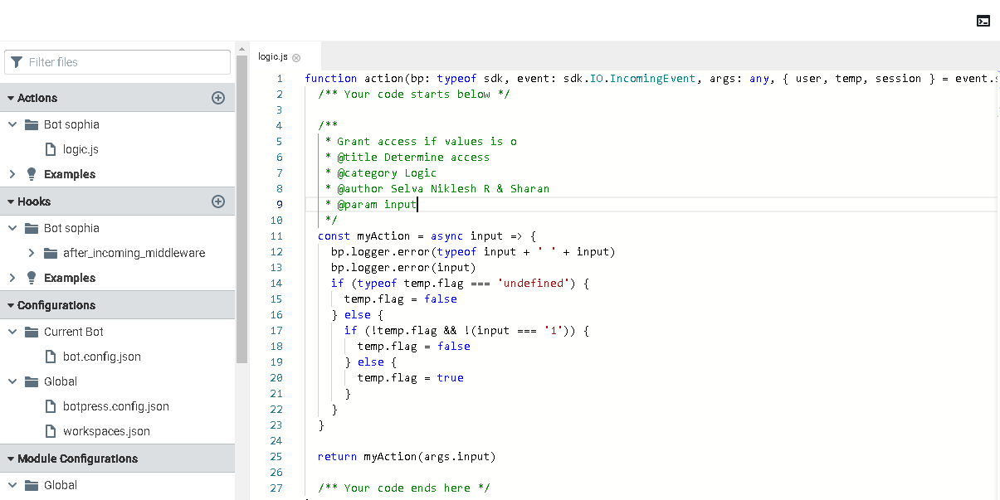 Filter files
Actions
Bot sophia
logic.js
Examples
Hooks
Bot sophia
after_incoming_middleware
Examples
Configurations
Current Bot
bot.config.json
Global
botpress.config.json
workspaces.json
Module Configurations
Global
logic.js
1 function action(bp: typeof sdk, event: sdk.IO.IncomingEvent, args: any, { user, temp, session } = event.s
2 /** Your code starts below */
3
4 /**
5 * Grant access if values is o
6 * @title Determine access
7 * @category Logic
8 * @author Selva Niklesh R & Sharan
9 * @param input
10 */
11 const myAction = async input => {
12 bp.logger.error(typeof input + ' ' + input)
13 bp.logger.error(input)
14 if (typeof temp.flag === 'undefined') {
15 temp.flag = false
16 } else {
17 if (!temp.flag && !(input === '1')) {
18 temp.flag = false
19 } else {
20 temp.flag = true
21 }
22 }
23 }
24
25 return myAction(args.input)
26
27 /** Your code ends here */